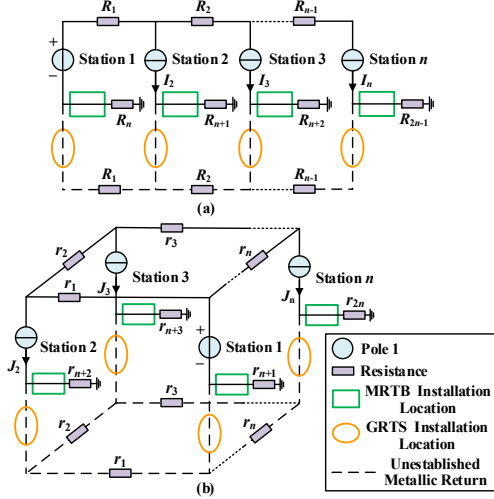 R1 R2 Rn-1
Station 1 Station 2 Station 3 Station n
+
−
I2 I3 In
Rn Rn+1 Rn+2 R2n-1
R1 R2 Rn-1
(a)
r3
r2 rn
Station 3
r1 J3 Station n
Jn
+
Station 2 rn+3 Station 1 r2n
−
J2
rn+2 rn+1
r3
r2 rn
r1
(b)
Pole 1
Resistance
MRTB Installation
Location
GRTS Installation
Location
Unestablished
Metallic Return